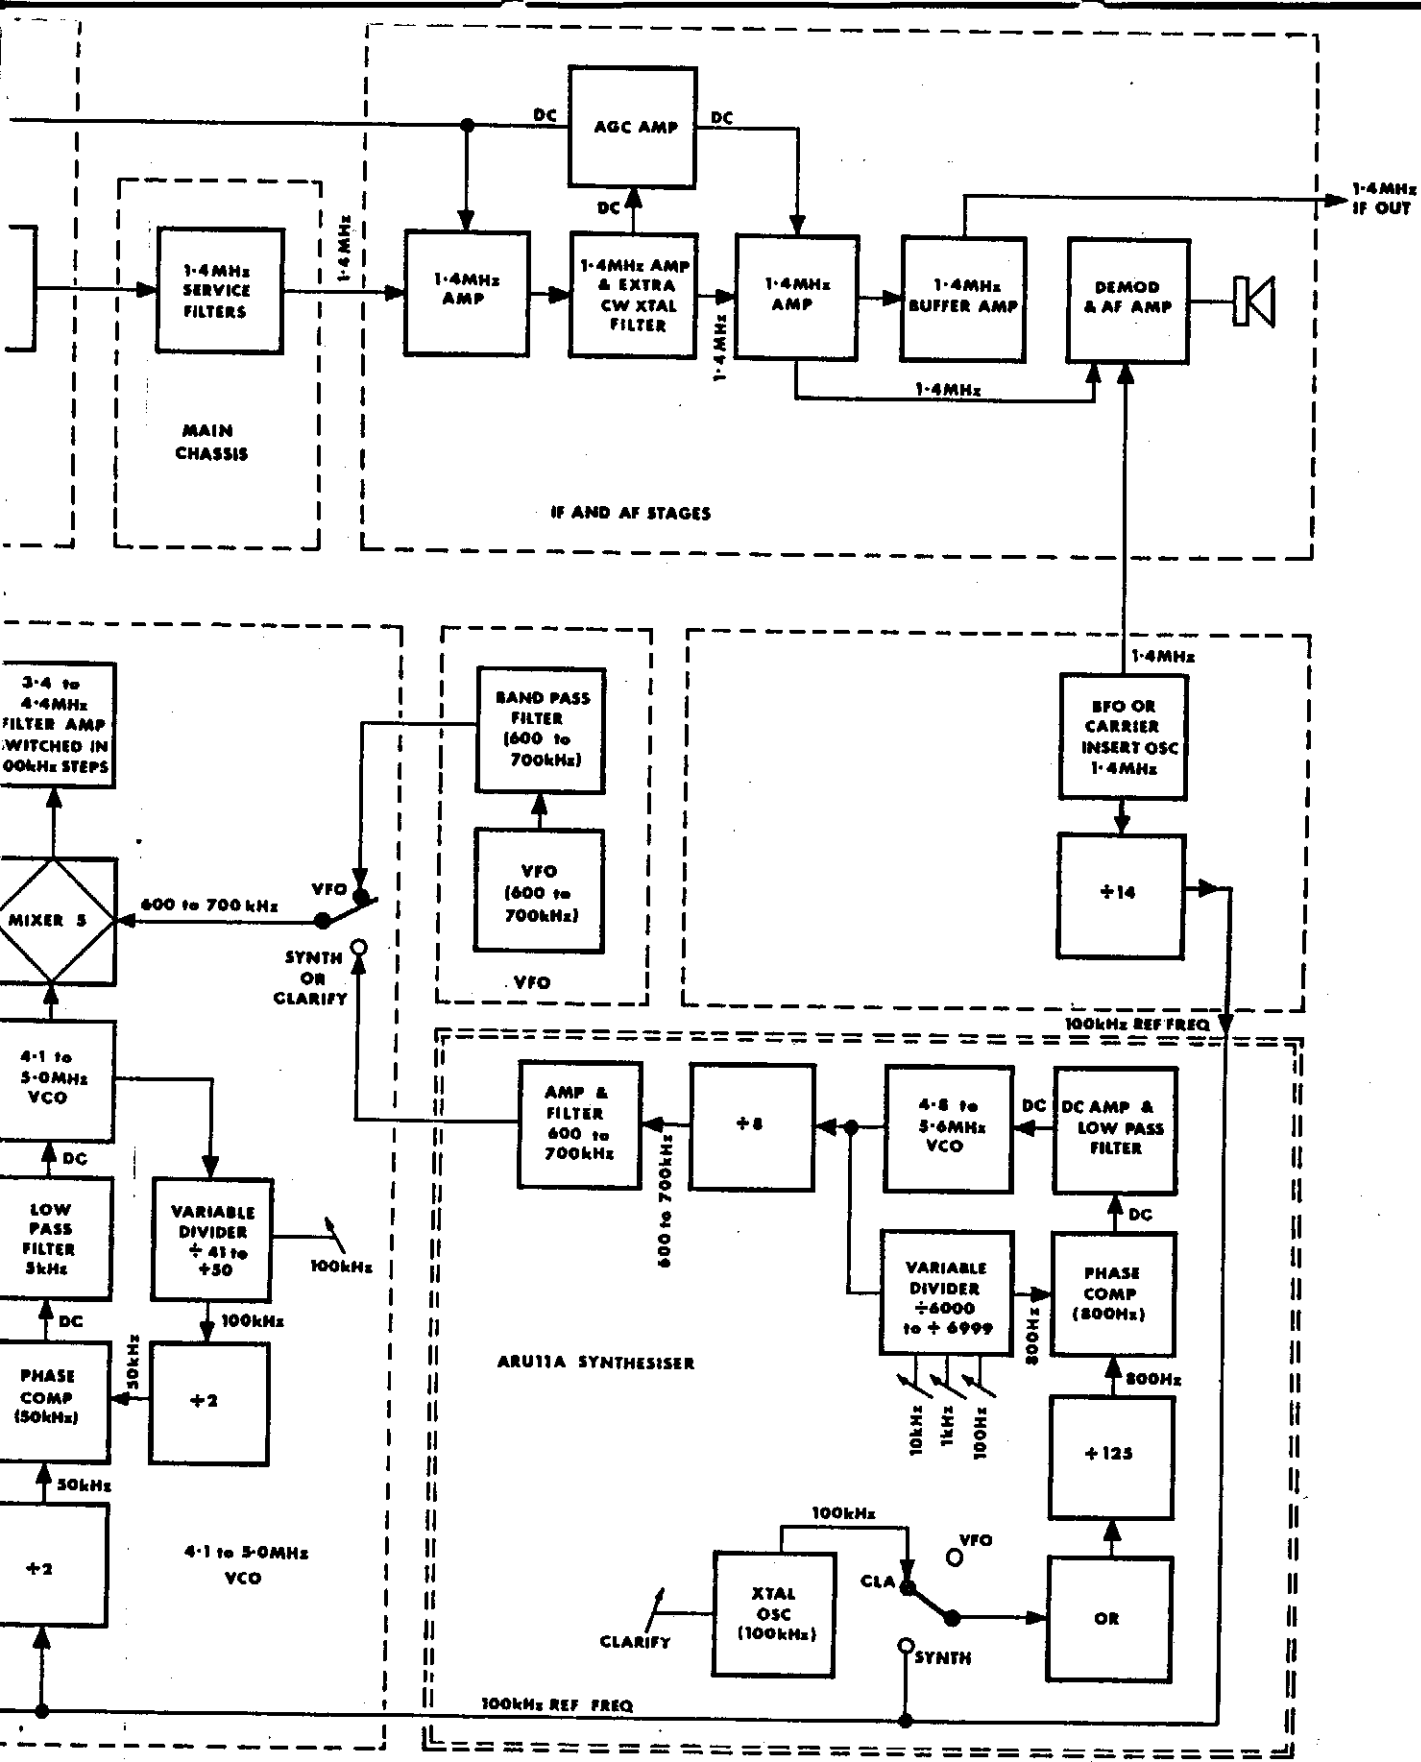 DC
AGC AMP
DC
DC
1·4MHz
IF OUT
1·4MHz
SERVICE
FILTERS
1·4MHz
1·4MHz
AMP
1·4MHz AMP
& EXTRA
CW XTAL
FILTER
1·4MHz
1·4MHz
AMP
1·4MHz
BUFFER AMP
DEMOD
& AF AMP
1·4MHz
MAIN
CHASSIS
IF AND AF STAGES
1·4MHz
3·4 to
4·4MHz
FILTER AMP
WITCHED IN
00kHz STEPS
BAND PASS
FILTER
(600 to
700kHz)
BFO OR
CARRIER
INSERT OSC
1·4MHz
VFO
(600 to
700kHz)
VFO
÷14
MIXER 5
600 to 700 kHz
VFO
SYNTH
OR
CLARIFY
100kHz REF FREQ
4·1 to
5·0MHz
VCO
DC
LOW
PASS
FILTER
5kHz
DC
PHASE
COMP
(50kHz)
50kHz
÷2
VARIABLE
DIVIDER
÷ 41 to
÷50
100kHz
100kHz
50kHz
÷2
4·1 to 5·0MHz
VCO
AMP &
FILTER
600 to
700kHz
600 to 700kHz
÷8
4·8 to
5·6MHz
VCO
DC
DC AMP &
LOW PASS
FILTER
DC
VARIABLE
DIVIDER
÷6000
to ÷ 6999
10kHz
1kHz
100Hz
800Hz
PHASE
COMP
(800Hz)
800Hz
÷125
ARU11A SYNTHESISER
100kHz
XTAL
OSC
(100kHz)
CLARIFY
CLA
VFO
SYNTH
OR
100kHz REF FREQ